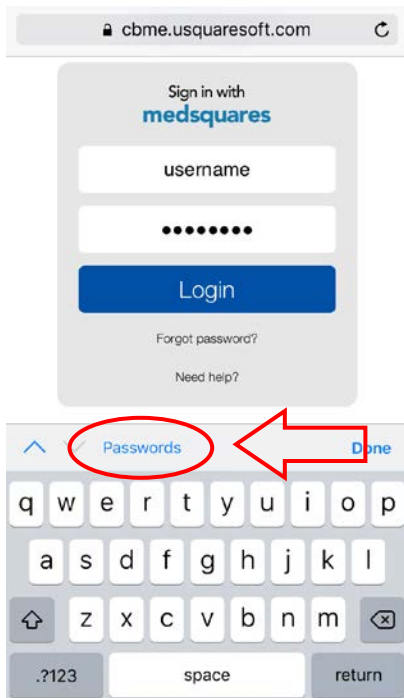 cbme.usquaresoft.com
Sign in with
medsquares
username
●●●●●●●●
Login
Forgot password?
Need help?
Passwords Done
q w e r t y u i o p
a s d f g h j k l
z x c v b n m
.?123 space return